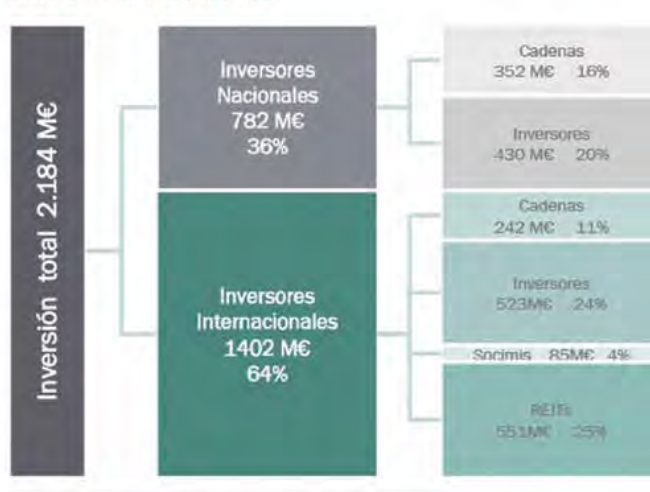 Inversión total 2.184 M€
Inversores
Nacionales
782 M€
36%
Cadenas
352 M€ 16%
Inversores
430 M€ 20%
Inversores
Internacionales
1402 M€
64%
Cadenas
242 M€ 11%
Inversores
523M€ 24%
Socimis 85M€ 4%
REITs
551M€ 25%